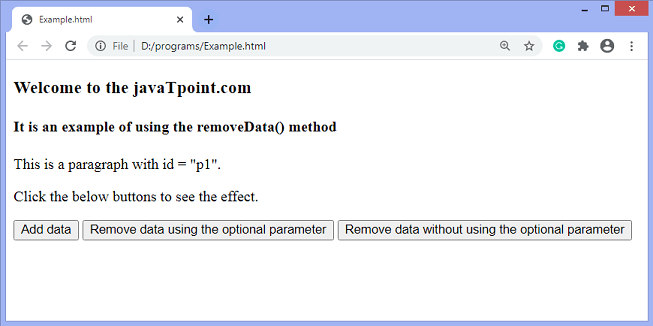 Example.html
File | D:/programs/Example.html
Welcome to the javaTpoint.com
It is an example of using the removeData() method
This is a paragraph with id = "p1".
Click the below buttons to see the effect.
Add data Remove data using the optional parameter Remove data without using the optional parameter